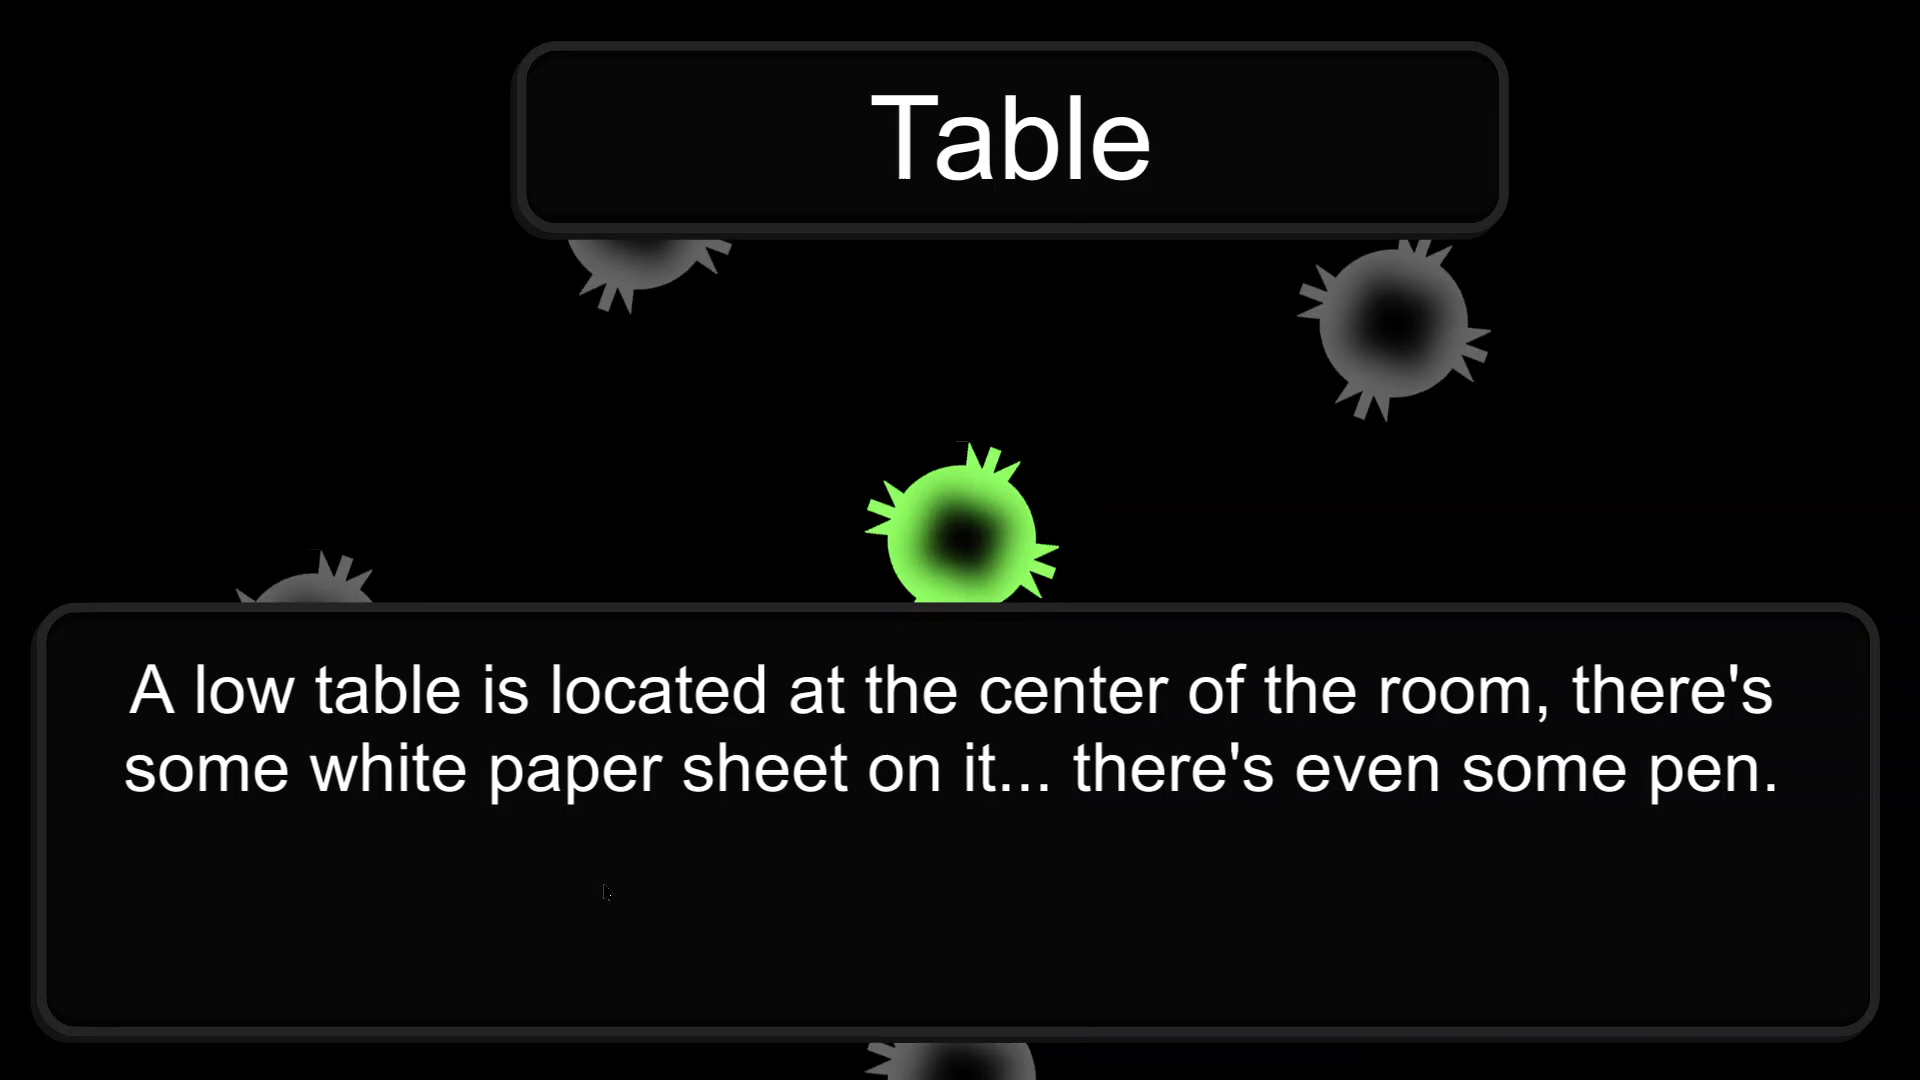 Table
A low table is located at the center of the room, there's
some white paper sheet on it... there's even some pen.